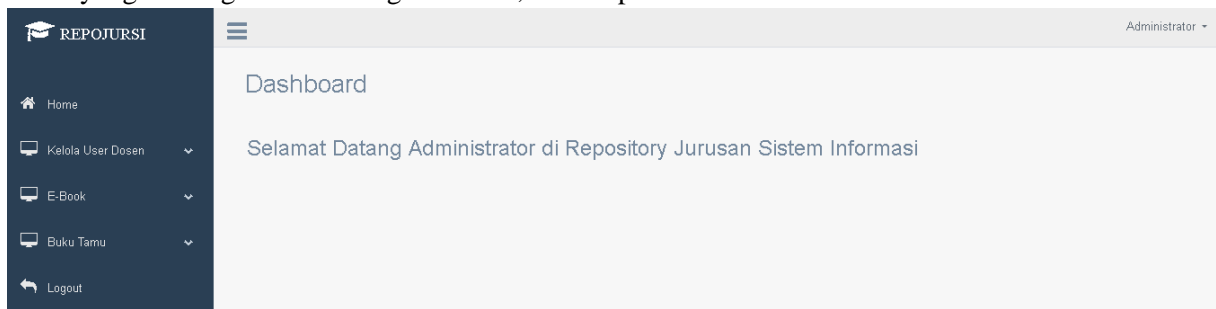 REPOJURSI
Administrator
Dashboard
Home
Kelola User Dosen
Selamat Datang Administrator di Repository Jurusan Sistem Informasi
E-Book
Buku Tamu
Logout